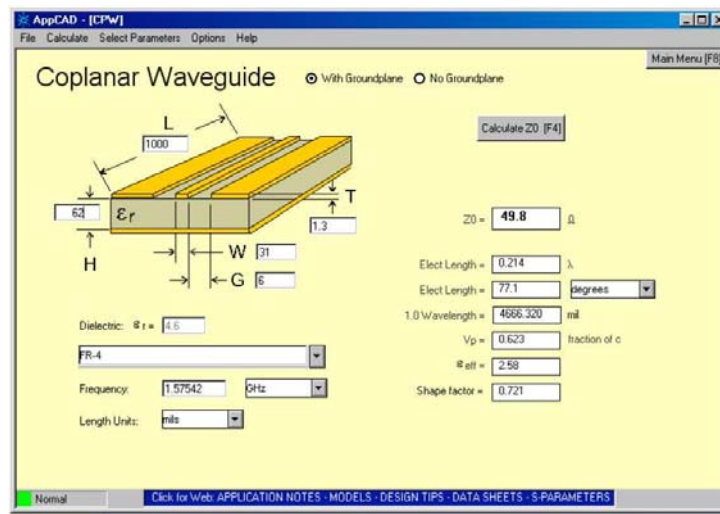 AppCAD - [CPW]
File Calculate Select Parameters Options Help
Main Menu [F8]
Coplanar Waveguide With Groundplane No Groundplane
L
1000
Calculate Z0 [F4]
62 εr T
1.3
H
W 31
G 6
Z0 = 49.8 Ω
Elect Length = 0.214 λ
Elect Length = 77.1 degrees
1.0 Wavelength = 4666.320 mil
Vp = 0.623 fraction of c
εeff = 2.58
Shape factor = 0.721
Dielectric: εr = 4.6
FR-4
Frequency: 1.57542 GHz
Length Units: mils
Normal Click for Web: APPLICATION NOTES - MODELS - DESIGN TIPS - DATA SHEETS - S-PARAMETERS